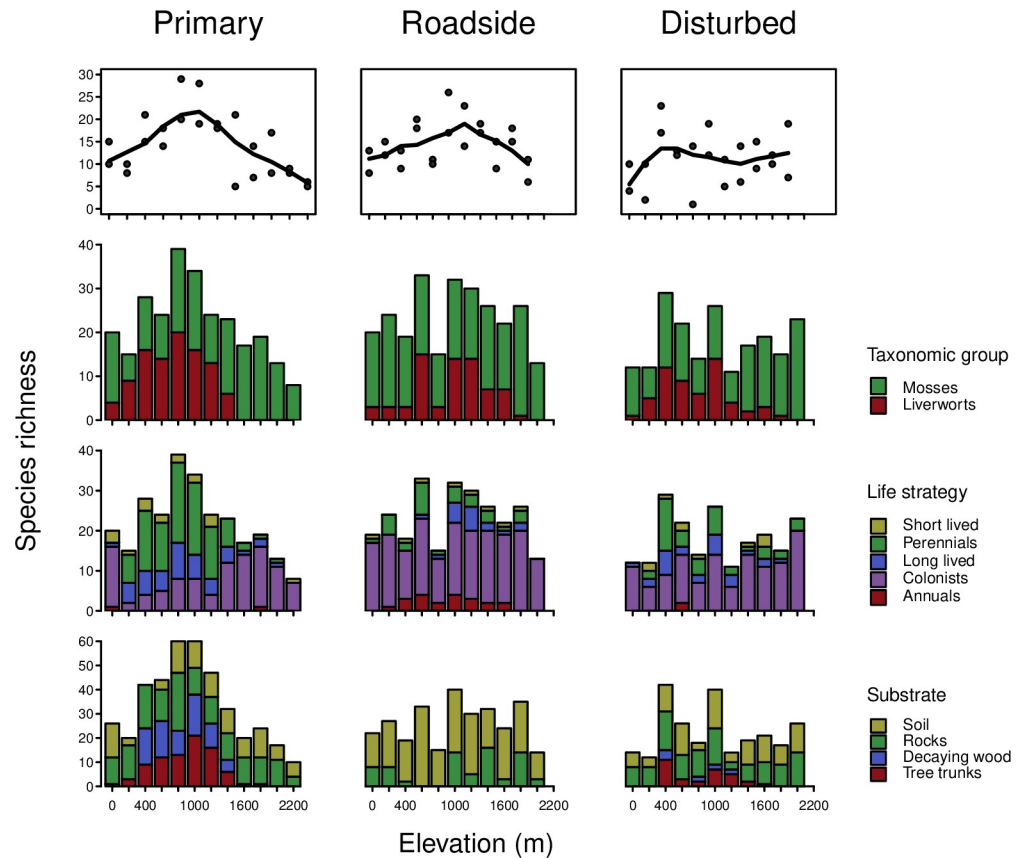 Primary Roadside Disturbed
30
25
20
15
10
5
0
40
30
20
10
0
Taxonomic group
Mosses
Liverworts
Species richness
40
30
20
10
0
Life strategy
Short lived
Perennials
Long lived
Colonists
Annuals
60
50
40
30
20
10
0
Substrate
Soil
Rocks
Decaying wood
Tree trunks
0 400 1000 1600 2200 0 400 1000 1600 2200 0 400 1000 1600 2200
Elevation (m)